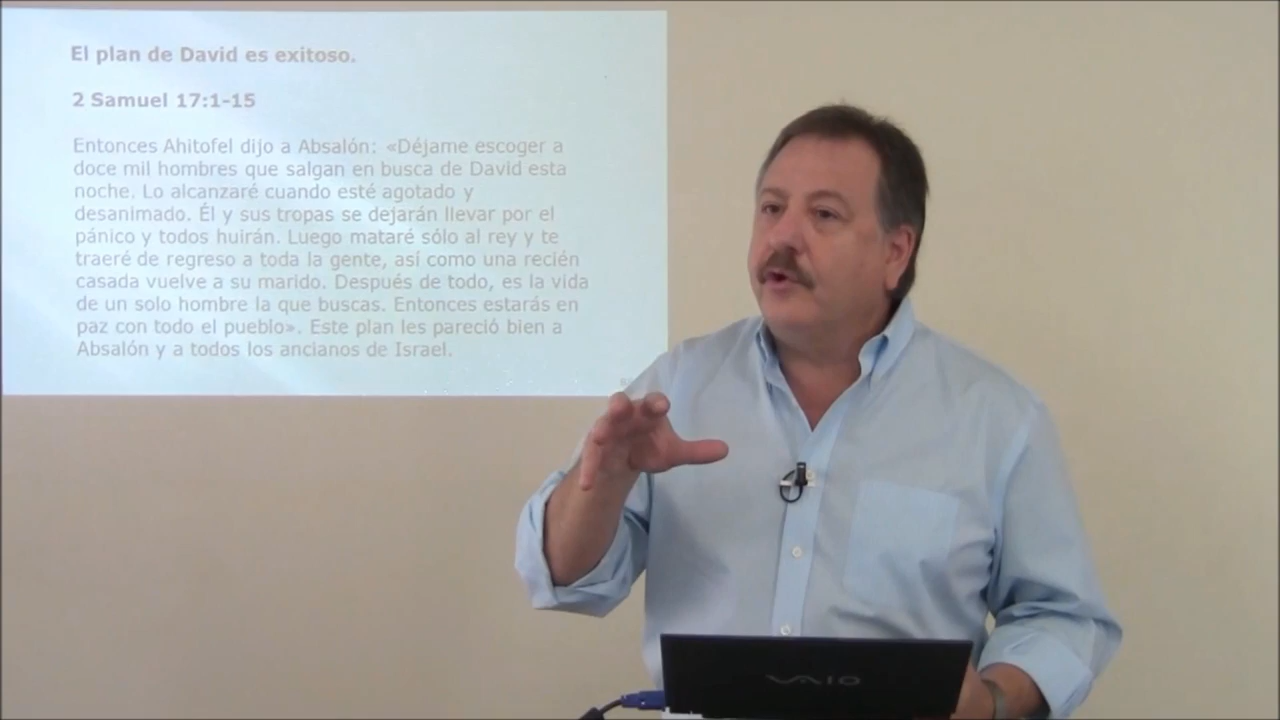 El plan de David es exitoso.
2 Samuel 17:1-15
Entonces Ahitofel dijo a Absalón: «Déjame escoger a
doce mil hombres que salgan en busca de David esta
noche. Lo alcanzaré cuando esté agotado y
desanimado. Él y sus tropas se dejarán llevar por el
pánico y todos huirán. Luego mataré sólo al rey y te
traeré de regreso a toda la gente, así como una recién
casada vuelve a su marido. Después de todo, es la vida
de un solo hombre la que buscas. Entonces estarás en
paz con todo el pueblo». Este plan les pareció bien a
Absalón y a todos los ancianos de Israel.
VAIO